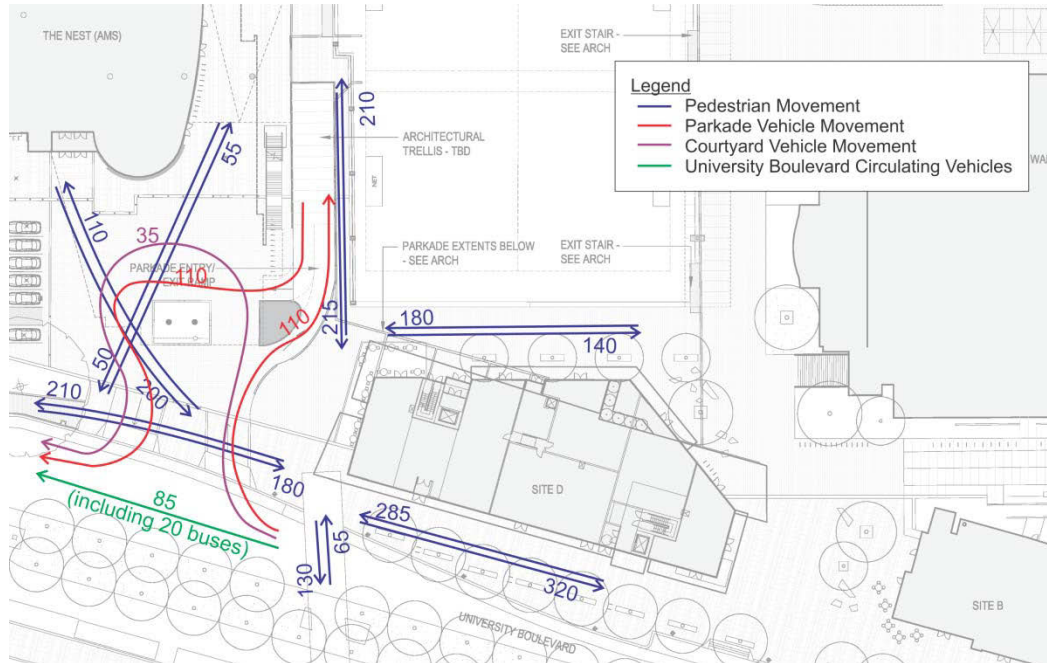 THE NEST (AMS)
EXIT STAIR -
SEE ARCH
Legend
Pedestrian Movement
Parkade Vehicle Movement
Courtyard Vehicle Movement
University Boulevard Circulating Vehicles
WA
210
55
ARCHITECTURAL
TRELLIS - TBD
NET
110
35
PARKADE ENTRY/
EXIT RAMP
110
PARKADE EXTENTS BELOW
- SEE ARCH
EXIT STAIR -
SEE ARCH
110
215
180
140
50
200
210
180
85
(including 20 buses)
SITE D
285
320
65
130
UNIVERSITY BOULEVARD
SITE B